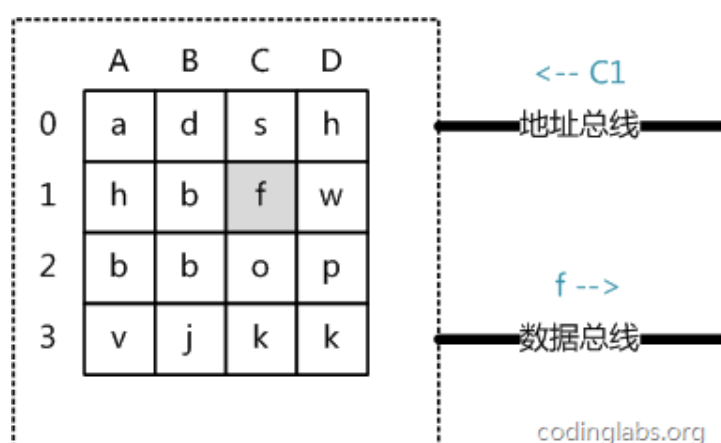 A B C D
<-- C1
0 a d s h
地址总线
1 h b f w
2 b b o p
f -->
3 v j k k
数据总线
codinglabs.org